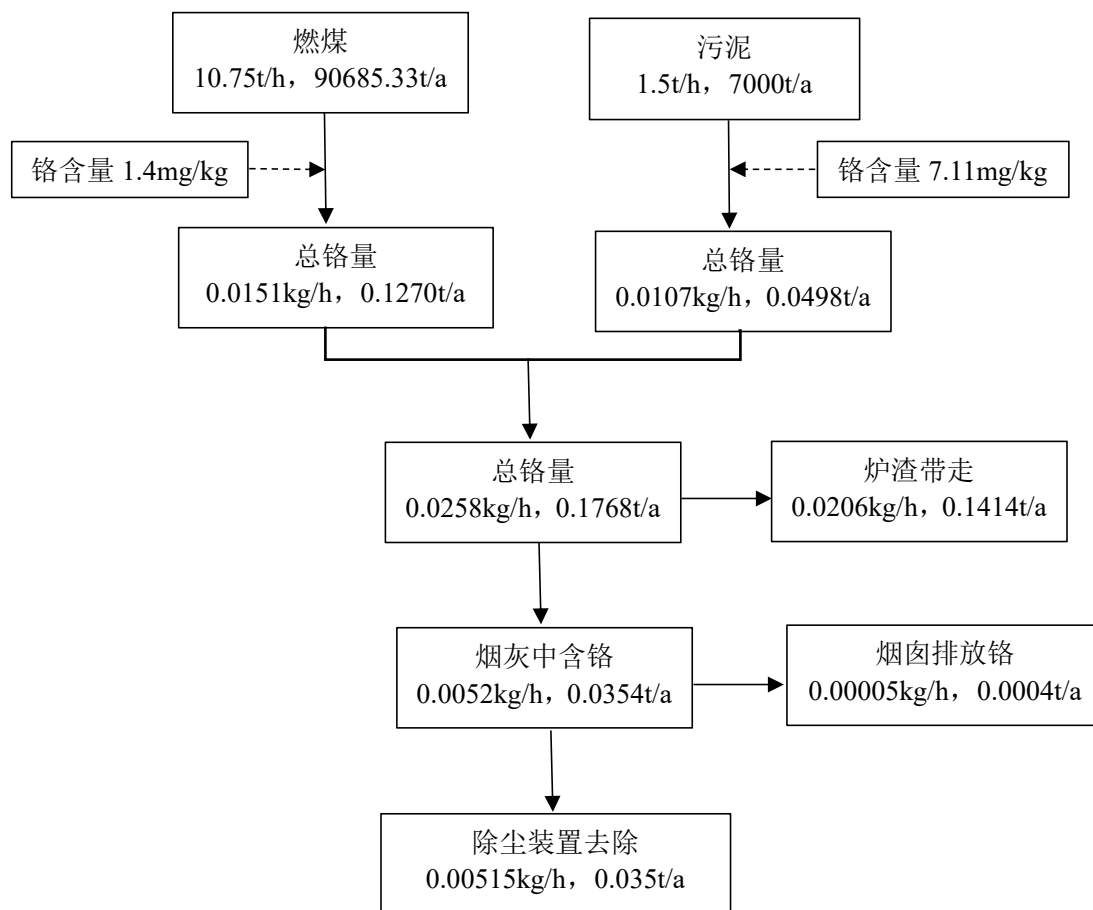 燃煤
10.75t/h，90685.33t/a
污泥
1.5t/h，7000t/a
铬含量 1.4mg/kg
铬含量 7.11mg/kg
总铬量
0.0151kg/h，0.1270t/a
总铬量
0.0107kg/h，0.0498t/a
总铬量
0.0258kg/h，0.1768t/a
炉渣带走
0.0206kg/h，0.1414t/a
烟灰中含铬
0.0052kg/h，0.0354t/a
烟囱排放铬
0.00005kg/h，0.0004t/a
除尘装置去除
0.00515kg/h，0.035t/a